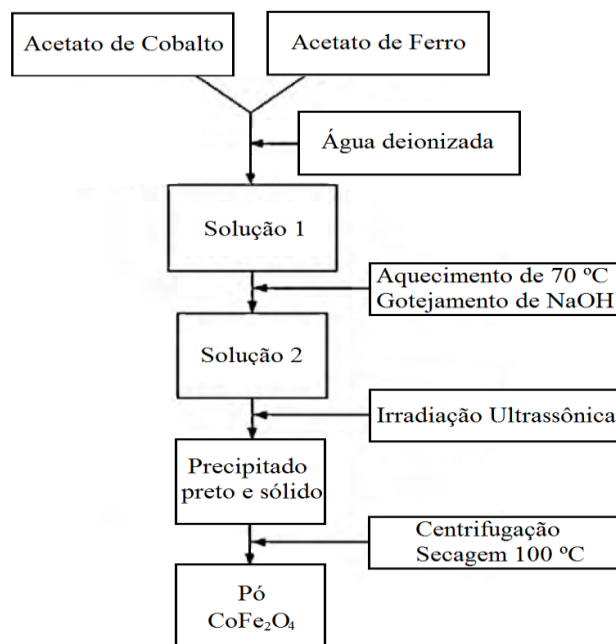 Acetato de Cobalto
Acetato de Ferro
Água deionizada
Solução 1
Aquecimento de 70 ºC
Gotejamento de NaOH
Solução 2
Irradiação Ultrassônica
Precipitado
preto e sólido
Centrifugação
Secagem 100 ºC
Pó
CoFe₂O₄